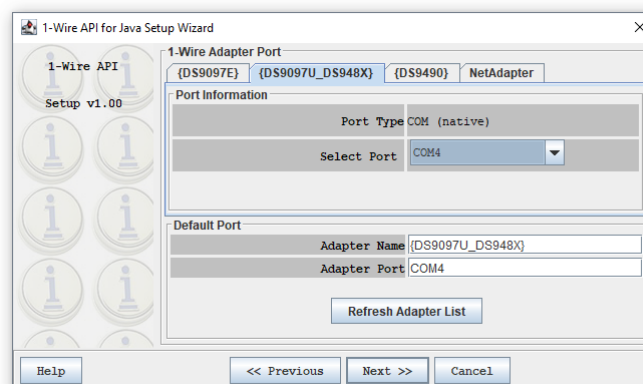 1-Wire API for Java Setup Wizard
1-Wire API
Setup v1.00
1-Wire Adapter Port
{DS9097E} {DS9097U_DS948X} {DS9490} NetAdapter
Port Information
Port Type COM (native)
Select Port COM4
Default Port
Adapter Name {DS9097U_DS948X}
Adapter Port COM4
Refresh Adapter List
Help << Previous Next >> Cancel